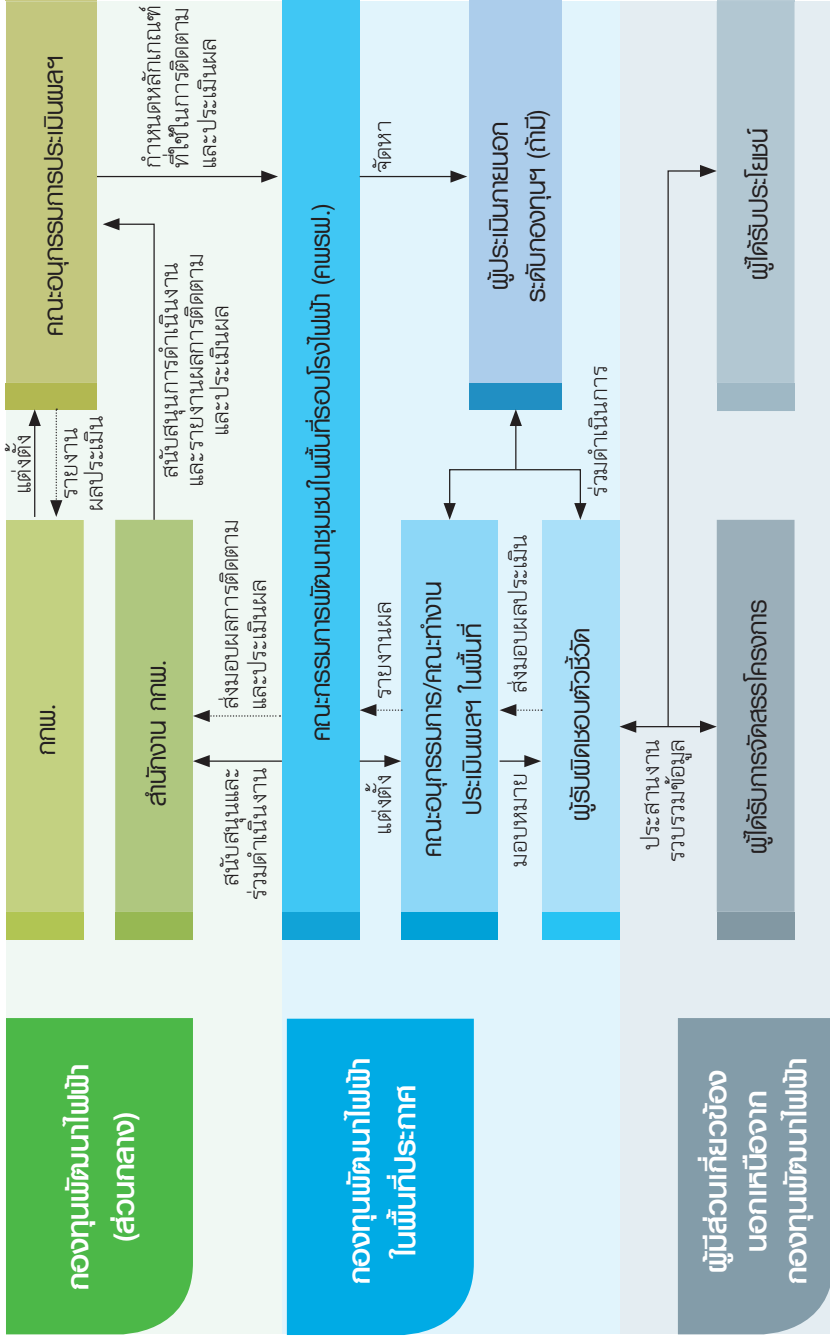 กองทุนพัฒนาไฟฟ้า
(ส่วนกลาง)
กกพ.
แต่งตั้ง
รายงาน
ผลประเมิน
คณะอนุกรรมการประเมินผลฯ
สำนักงาน กกพ.
สนับสนุนการดำเนินงาน
และรายงานผลการติดตาม
และประเมินผล
กำหนดหลักเกณฑ์
ที่ใช้ในการติดตาม
และประเมินผล
สนับสนุนและ
ร่วมดำเนินงาน
ส่งมอบผลการติดตาม
และประเมินผล
กองทุนพัฒนาไฟฟ้า
ในพื้นที่ประกาศ
คณะกรรมการพัฒนาชุมชนในพื้นที่รอบโรงไฟฟ้า (คพรฟ.)
แต่งตั้ง
รายงานผล
จัดหา
คณะอนุกรรมการ/คณะทำงาน
ประเมินผลฯ ในพื้นที่
ผู้ประเมินภายนอก
ระดับกองทุนฯ (ถ้ามี)
มอบหมาย
ส่งมอบผลประเมิน
ร่วมดำเนินการ
ผู้รับผิดชอบตัวชี้วัด
ผู้มีส่วนเกี่ยวข้อง
นอกเหนือจาก
กองทุนพัฒนาไฟฟ้า
ประสานงาน
รวบรวมข้อมูล
ผู้ได้รับการจัดสรรโครงการ
ผู้ได้รับประโยชน์